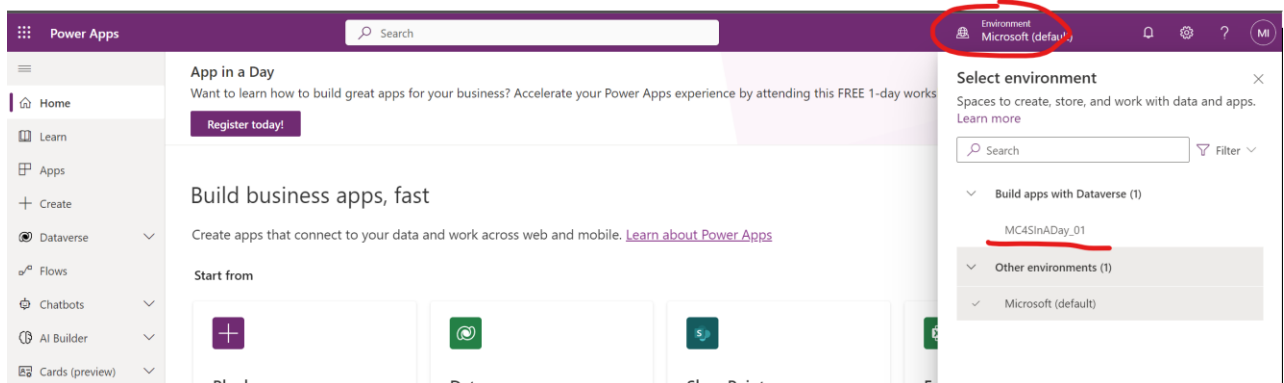 Power Apps
Search
Environment
Microsoft (default)
MI
Home
Learn
Apps
Create
Dataverse
Flows
Chatbots
AI Builder
Cards (preview)
App in a Day
Want to learn how to build great apps for your business? Accelerate your Power Apps experience by attending this FREE 1-day works
Register today!
Build business apps, fast
Create apps that connect to your data and work across web and mobile. Learn about Power Apps
Start from
Select environment
Spaces to create, store, and work with data and apps.
Learn more
Search
Filter
Build apps with Dataverse (1)
MC4SInADay_01
Other environments (1)
Microsoft (default)